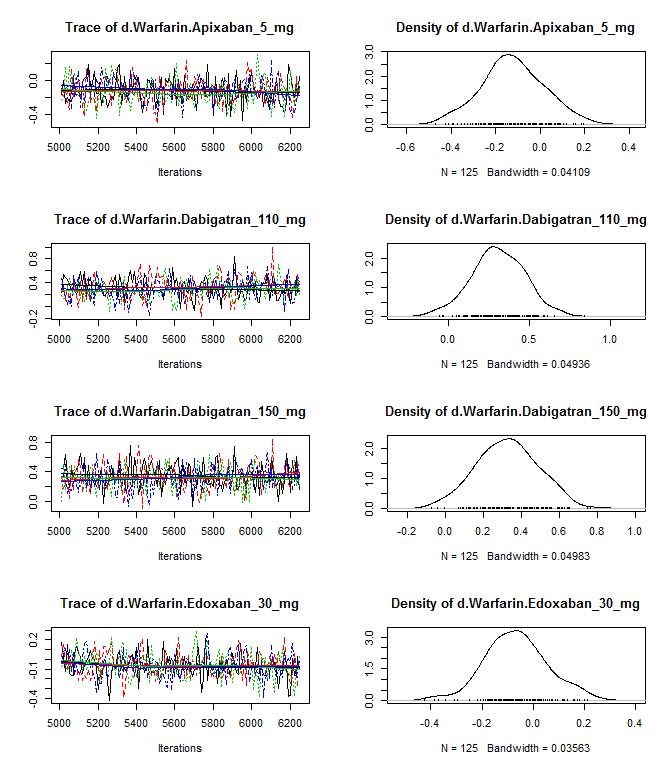 Trace of d.Warfarin.Apixaban_5_mg
0.0
-0.4
5000 5200 5400 5600 5800 6000 6200
Iterations
Density of d.Warfarin.Apixaban_5_mg
3.0
1.5
0.0
-0.6 -0.4 -0.2 0.0 0.2 0.4
N = 125 Bandwidth = 0.04109
Trace of d.Warfarin.Dabigatran_110_mg
0.8
0.4
-0.2
5000 5200 5400 5600 5800 6000 6200
Iterations
Density of d.Warfarin.Dabigatran_110_mg
2.0
1.0
0.0
0.0 0.5 1.0
N = 125 Bandwidth = 0.04936
Trace of d.Warfarin.Dabigatran_150_mg
0.8
0.4
0.0
5000 5200 5400 5600 5800 6000 6200
Iterations
Density of d.Warfarin.Dabigatran_150_mg
2.0
1.0
0.0
-0.2 0.0 0.2 0.4 0.6 0.8 1.0
N = 125 Bandwidth = 0.04983
Trace of d.Warfarin.Edoxaban_30_mg
0.2
-0.1
-0.4
5000 5200 5400 5600 5800 6000 6200
Iterations
Density of d.Warfarin.Edoxaban_30_mg
3.0
1.5
0.0
-0.4 -0.2 0.0 0.2 0.4
N = 125 Bandwidth = 0.03563